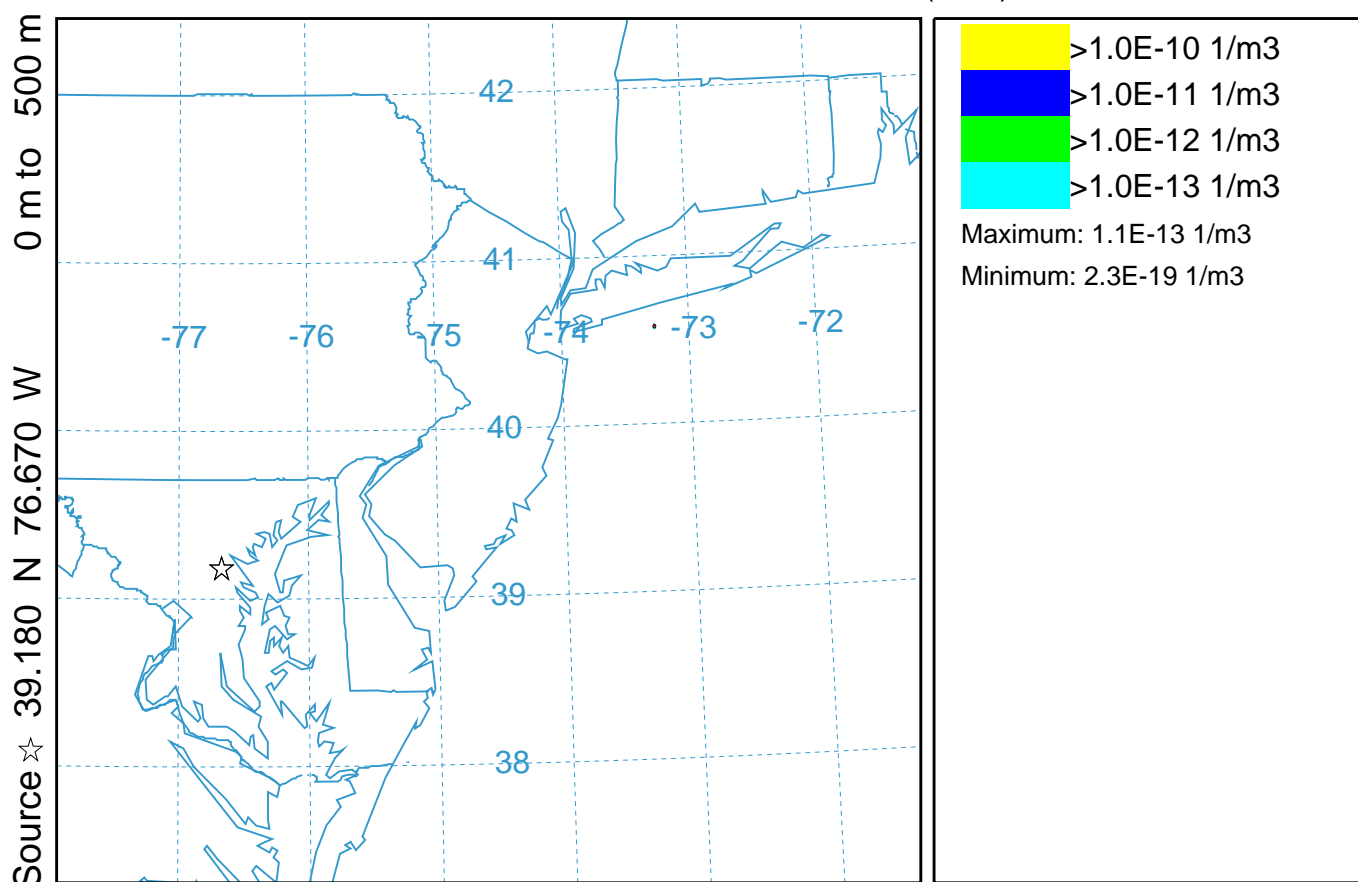 Source ☆ 39.180 N 76.670 W 0 m to 500 m
>1.0E-10 1/m3
>1.0E-11 1/m3
>1.0E-12 1/m3
>1.0E-13 1/m3
Maximum: 1.1E-13 1/m3
Minimum: 2.3E-19 1/m3
42
41
-77
-76
-75
-74
-73
-72
40
39
38